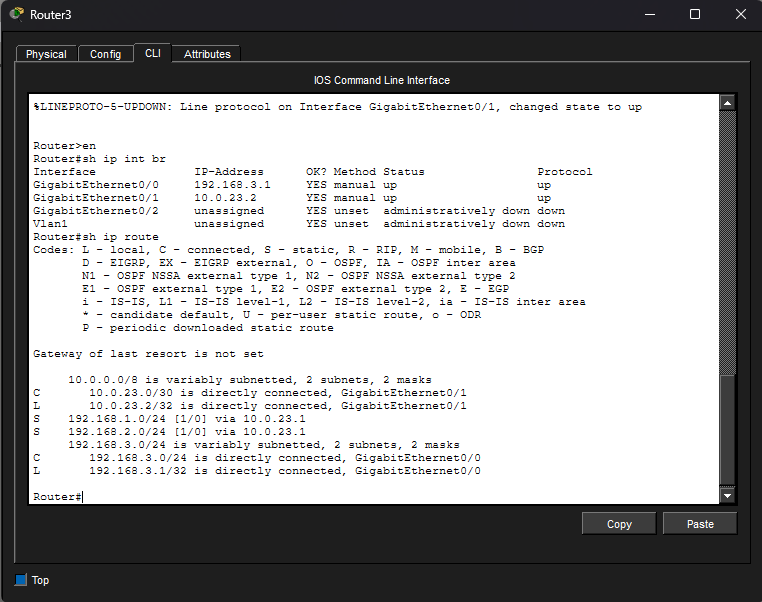 Router3
Physical Config CLI Attributes
IOS Command Line Interface
%LINEPROTO-5-UPDOWN: Line protocol on Interface GigabitEthernet0/1, changed state to up
Router>en
Router#sh ip int br
Interface IP-Address OK? Method Status Protocol
GigabitEthernet0/0 192.168.3.1 YES manual up up
GigabitEthernet0/1 10.0.23.2 YES manual up up
GigabitEthernet0/2 unassigned YES unset administratively down down
Vlan1 unassigned YES unset administratively down down
Router#sh ip route
Codes: L - local, C - connected, S - static, R - RIP, M - mobile, B - BGP
D - EIGRP, EX - EIGRP external, O - OSPF, IA - OSPF inter area
N1 - OSPF NSSA external type 1, N2 - OSPF NSSA external type 2
E1 - OSPF external type 1, E2 - OSPF external type 2, E - EGP
i - IS-IS, L1 - IS-IS level-1, L2 - IS-IS level-2, ia - IS-IS inter area
* - candidate default, U - per-user static route, o - ODR
P - periodic downloaded static route
Gateway of last resort is not set
10.0.0.0/8 is variably subnetted, 2 subnets, 2 masks
C 10.0.23.0/30 is directly connected, GigabitEthernet0/1
L 10.0.23.2/32 is directly connected, GigabitEthernet0/1
S 192.168.1.0/24 [1/0] via 10.0.23.1
S 192.168.2.0/24 [1/0] via 10.0.23.1
192.168.3.0/24 is variably subnetted, 2 subnets, 2 masks
C 192.168.3.0/24 is directly connected, GigabitEthernet0/0
L 192.168.3.1/32 is directly connected, GigabitEthernet0/0
Router#
Copy Paste
Top